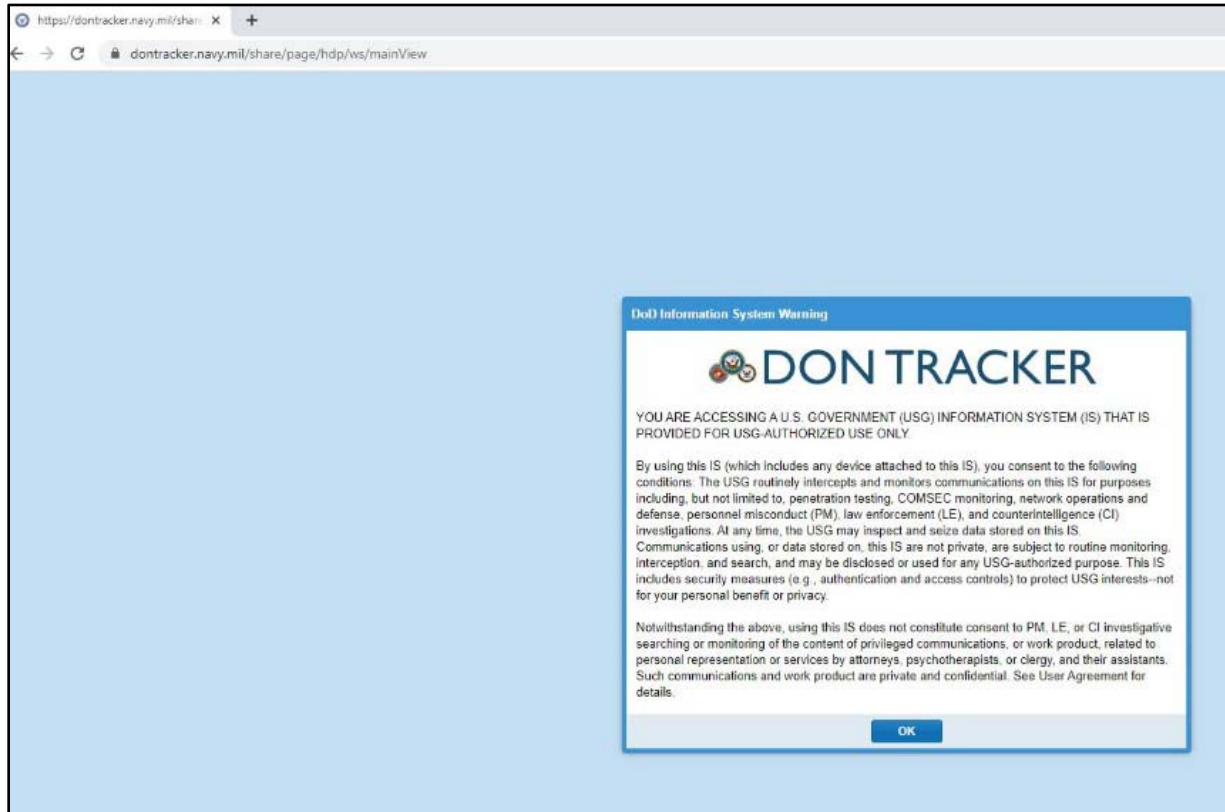 https://dontracker.navy.mil/shar
dontracker.navy.mil/share/page/hdp/ws/mainView
DoD Information System Warning
DON TRACKER
YOU ARE ACCESSING A U.S. GOVERNMENT (USG) INFORMATION SYSTEM (IS) THAT IS
PROVIDED FOR USG-AUTHORIZED USE ONLY.
By using this IS (which includes any device attached to this IS), you consent to the following
conditions: The USG routinely intercepts and monitors communications on this IS for purposes
including, but not limited to, penetration testing, COMSEC monitoring, network operations and
defense, personnel misconduct (PM), law enforcement (LE), and counterintelligence (CI)
investigations. At any time, the USG may inspect and seize data stored on this IS.
Communications using, or data stored on, this IS are not private, are subject to routine monitoring,
interception, and search, and may be disclosed or used for any USG-authorized purpose. This IS
includes security measures (e.g., authentication and access controls) to protect USG interests--not
for your personal benefit or privacy.
Notwithstanding the above, using this IS does not constitute consent to PM, LE, or CI investigative
searching or monitoring of the content of privileged communications, or work product, related to
personal representation or services by attorneys, psychotherapists, or clergy, and their assistants.
Such communications and work product are private and confidential. See User Agreement for
details.
OK